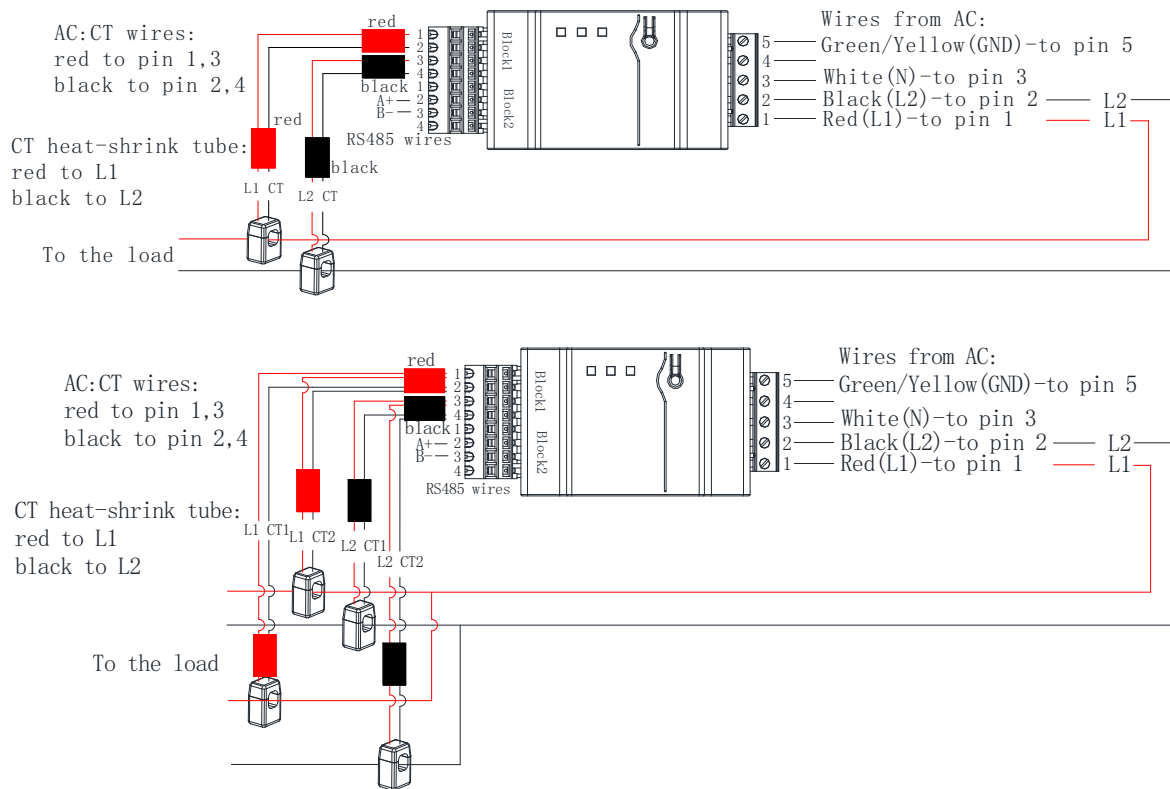 AC:CT wires:
red to pin 1,3
black to pin 2,4
red
1
2
3
4
1
2
3
4
black
A+
B-
RS485 wires
Block1
Block2
Wires from AC:
5
4
3
2
1
Green/Yellow(GND)-to pin 5
White(N)-to pin 3
Black(L2)-to pin 2
L2
Red(L1)-to pin 1
L1
CT heat-shrink tube:
red to L1
black to L2
red
black
L1 CT
L2 CT
To the load
AC:CT wires:
red to pin 1,3
black to pin 2,4
red
1
2
3
4
1
2
3
4
black
A+
B-
RS485 wires
Block1
Block2
Wires from AC:
5
4
3
2
1
Green/Yellow(GND)-to pin 5
White(N)-to pin 3
Black(L2)-to pin 2
L2
Red(L1)-to pin 1
L1
CT heat-shrink tube:
red to L1
black to L2
L1 CT1
L1 CT2
L2 CT1
L2 CT2
To the load